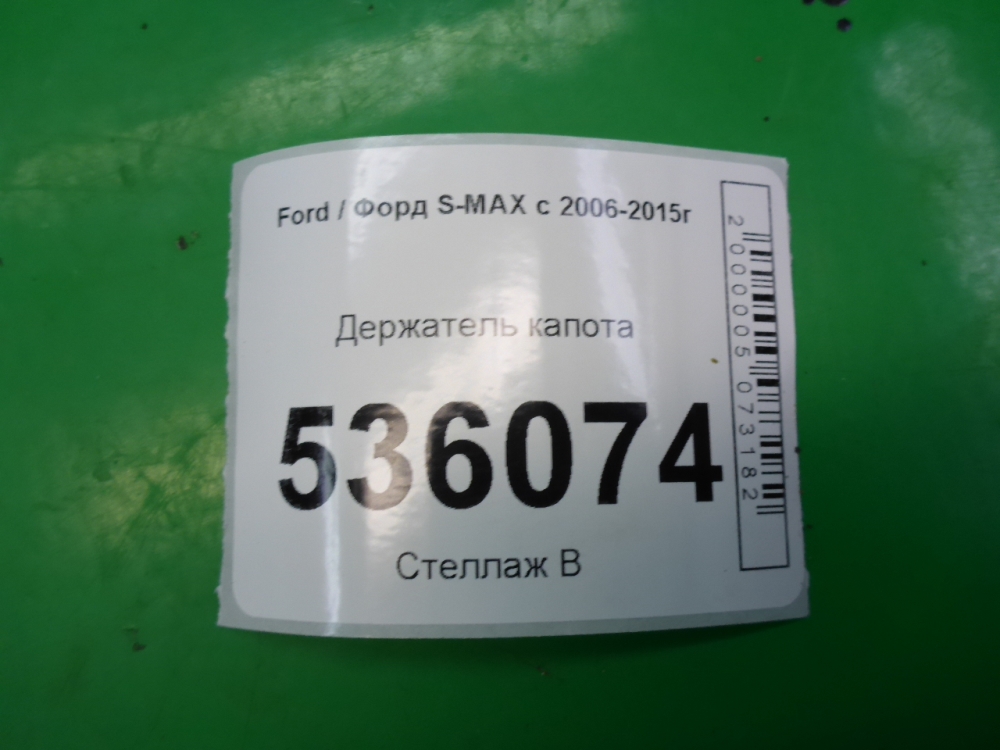 Ford / Форд S-MAX с 2006-2015г
Держатель капота
536074
Стеллаж В
2000005073182